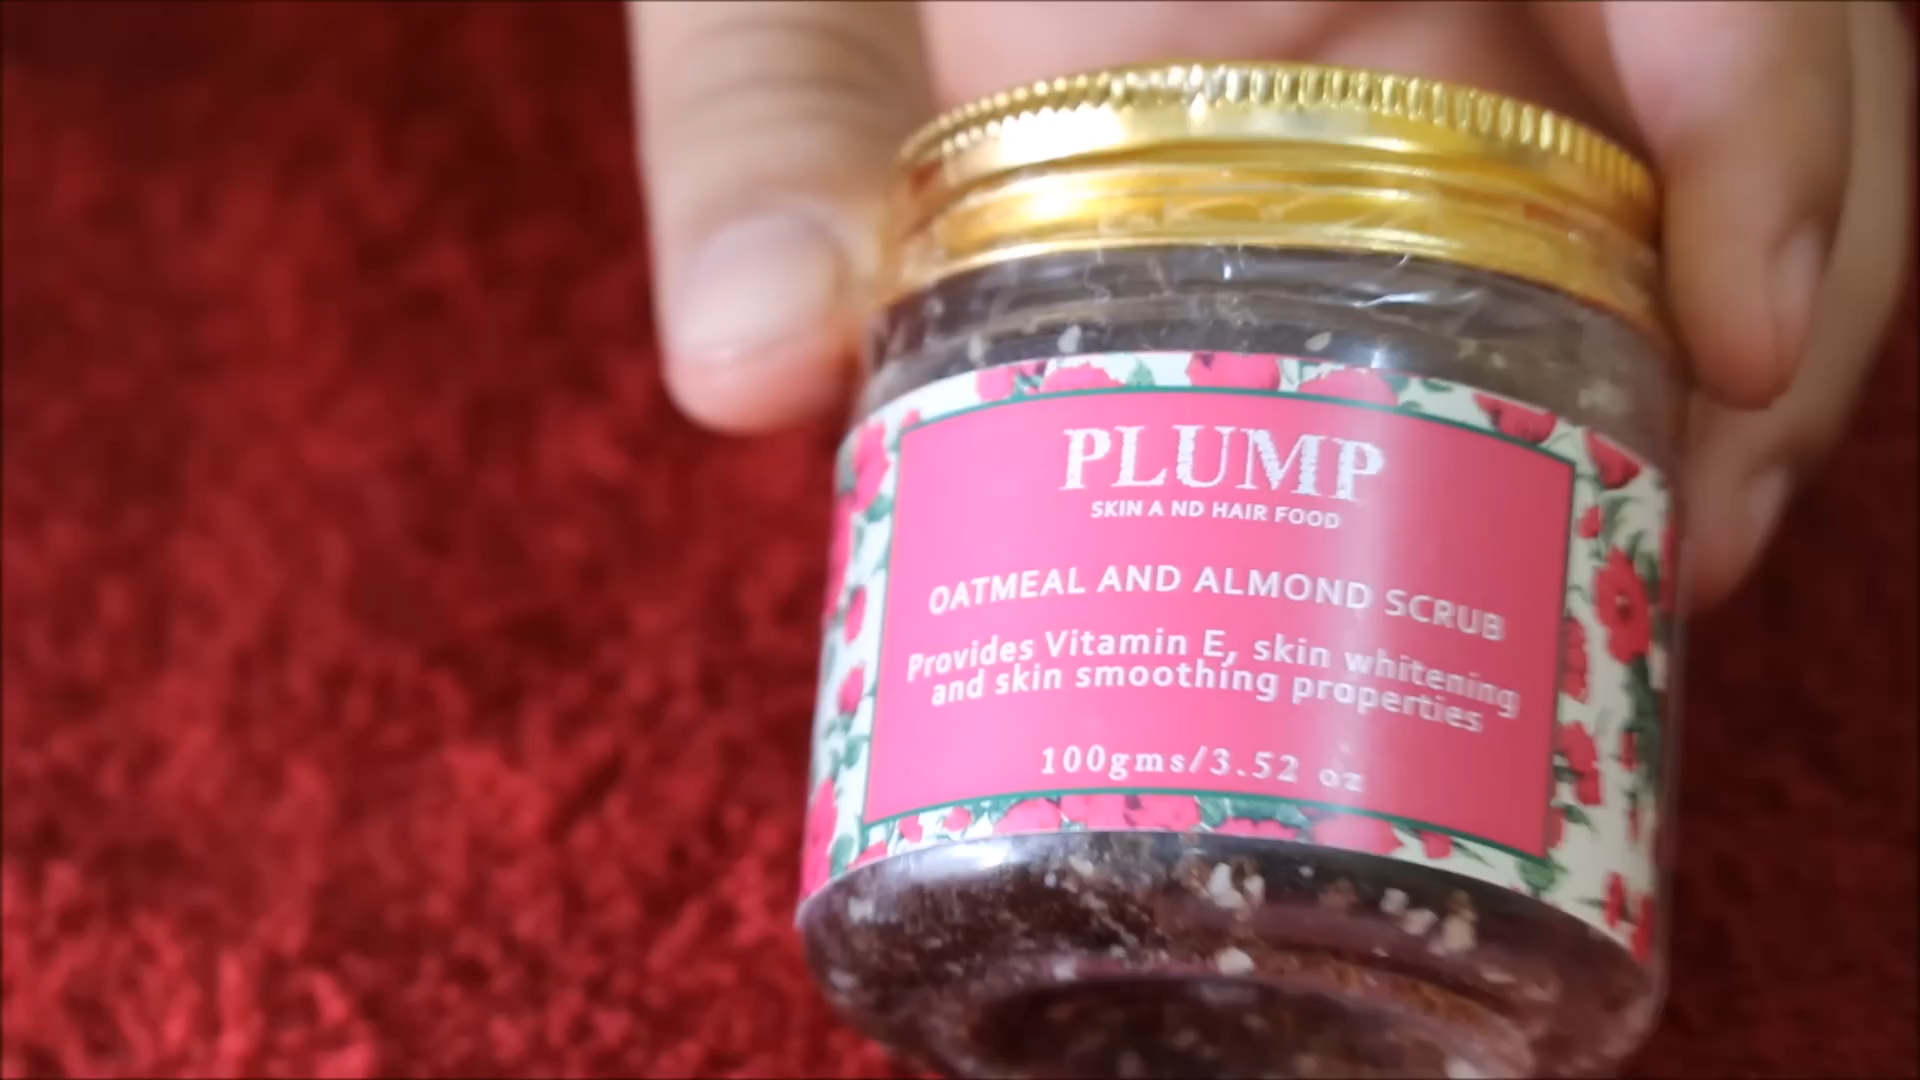 PLUMP
SKIN A ND HAIR FOOD
OATMEAL AND ALMOND SCRUB
Provides Vitamin E, skin whitening
and skin smoothing properties
100gms/3.52 oz